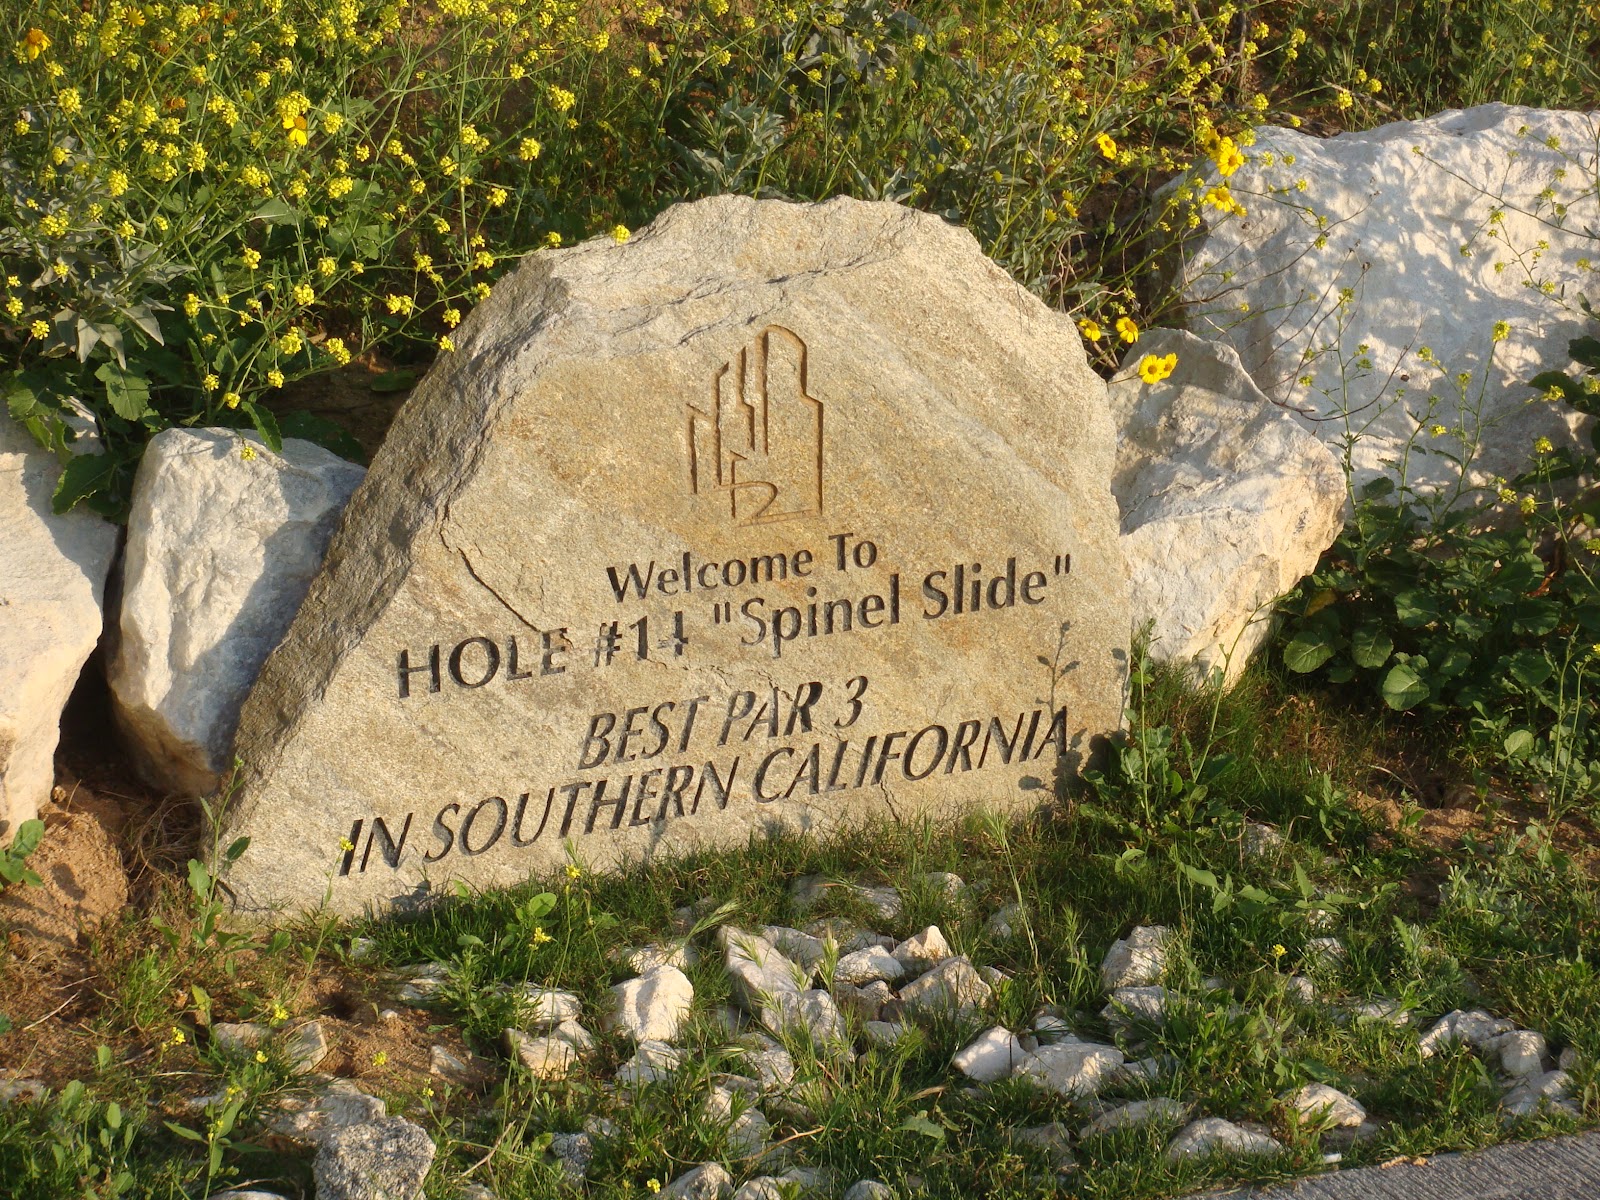 Welcome To
HOLE #14 "Spinel Slide"
BEST PAR 3
IN SOUTHERN CALIFORNIA